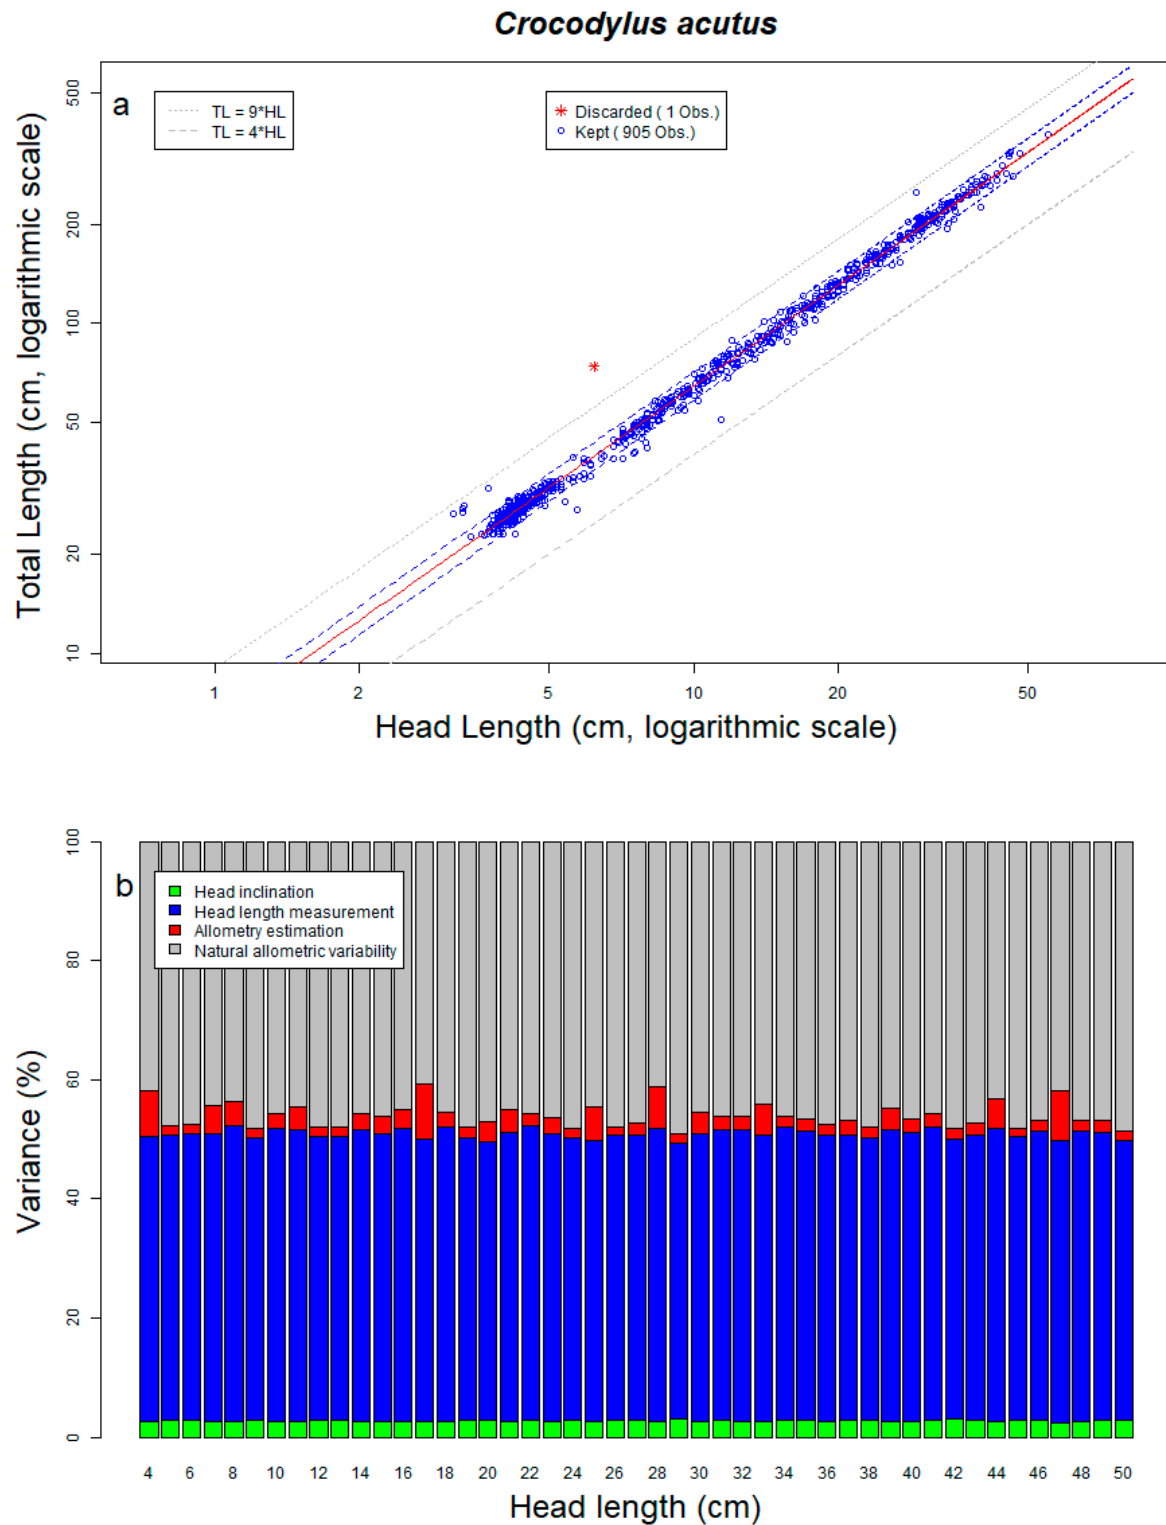 Crocodylus acutus
a
TL = 9*HL
TL = 4*HL
Discarded ( 1 Obs.)
Kept ( 905 Obs.)
Total Length (cm, logarithmic scale)
500
200
100
50
20
10
1 2 5 10 20 50
Head Length (cm, logarithmic scale)
b
Head inclination
Head length measurement
Allometry estimation
Natural allometric variability
Variance (%)
100
80
60
40
20
0
4 6 8 10 12 14 16 18 20 22 24 26 28 30 32 34 36 38 40 42 44 46 48 50
Head length (cm)